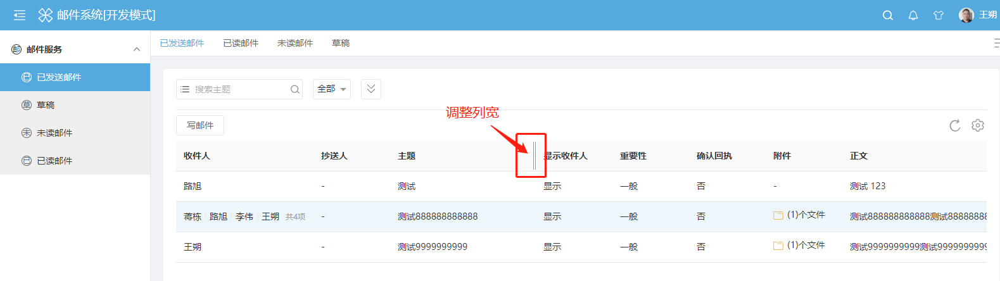 邮件系统[开发模式] 王朔
邮件服务
已发送邮件
草稿
未读邮件
已读邮件
已发送邮件 已读邮件 未读邮件 草稿
搜索主题 全部
调整列宽
写邮件
收件人 抄送人 主题 显示收件人 重要性 确认回执 附件 正文
路旭 - 测试 显示 一般 否 - 测试 123
蒋栋 路旭 李伟 王朔 共4项 - 测试888888888888 显示 一般 否 (1)个文件 测试888888888888测试88888888
王朔 - 测试9999999999 显示 一般 否 (1)个文件 测试9999999999测试9999999999